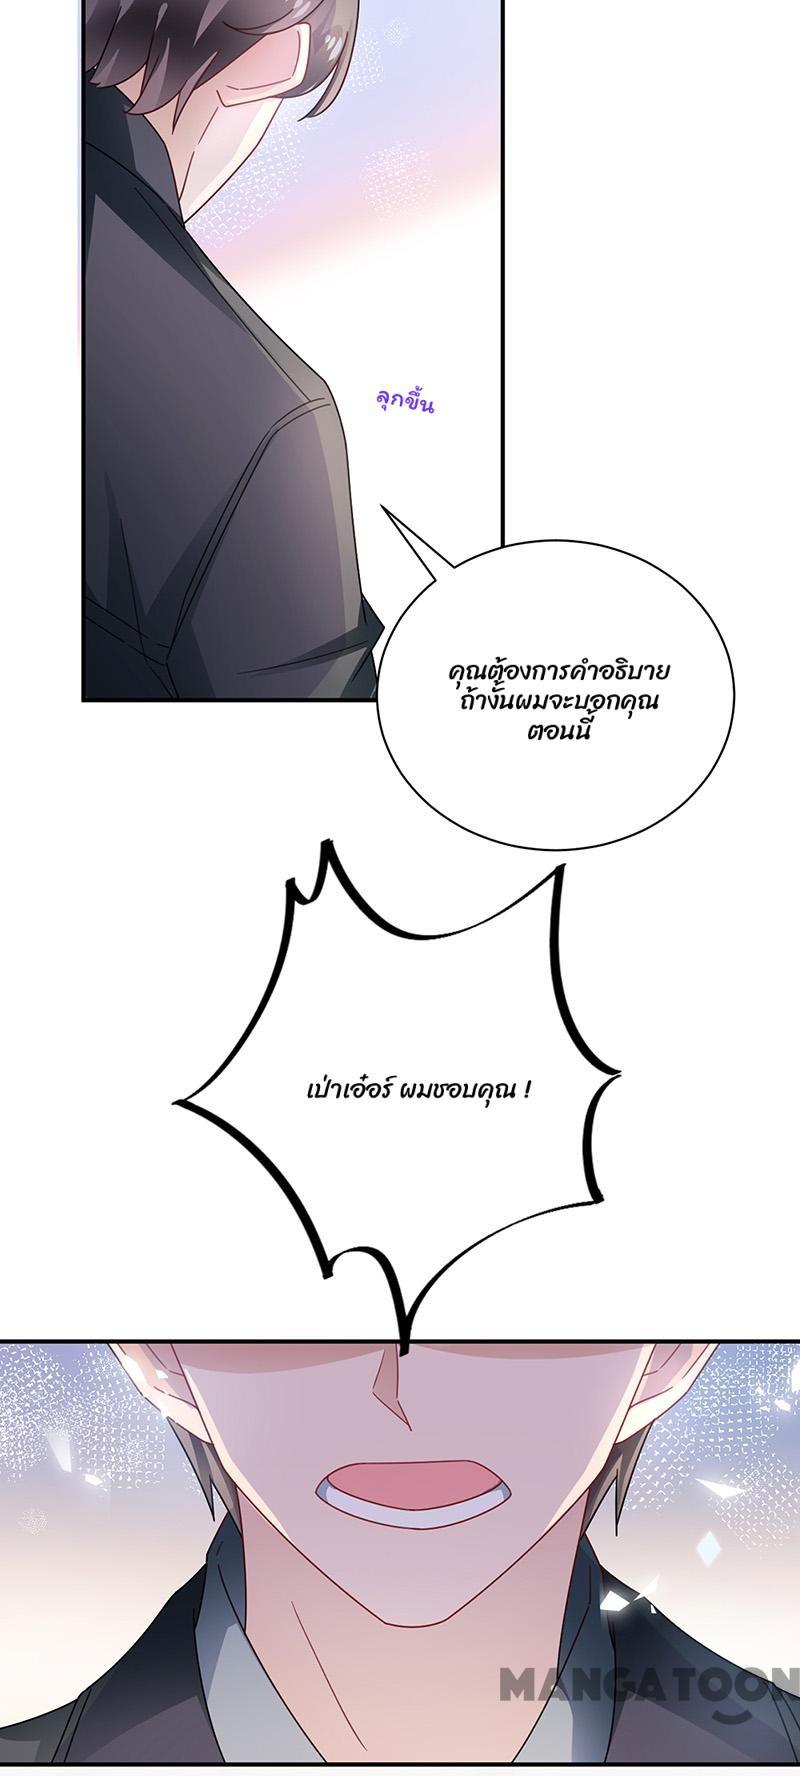 ลุกขึ้น
คุณต้องการคำอธิบาย
ถ้างั้นผมจะบอกคุณ
ตอนนี้
เป่าเอ๋อร์ ผมชอบคุณ !
MANGATOON